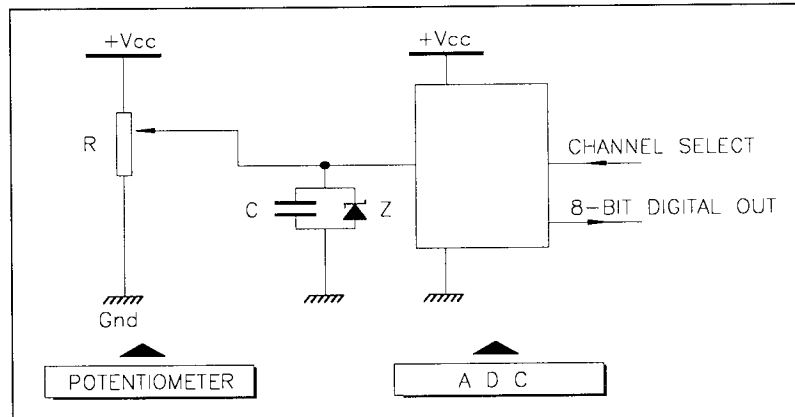 +Vcc
+Vcc
R
CHANNEL SELECT
C
Z
8-BIT DIGITAL OUT
Gnd
POTENTIOMETER
A D C